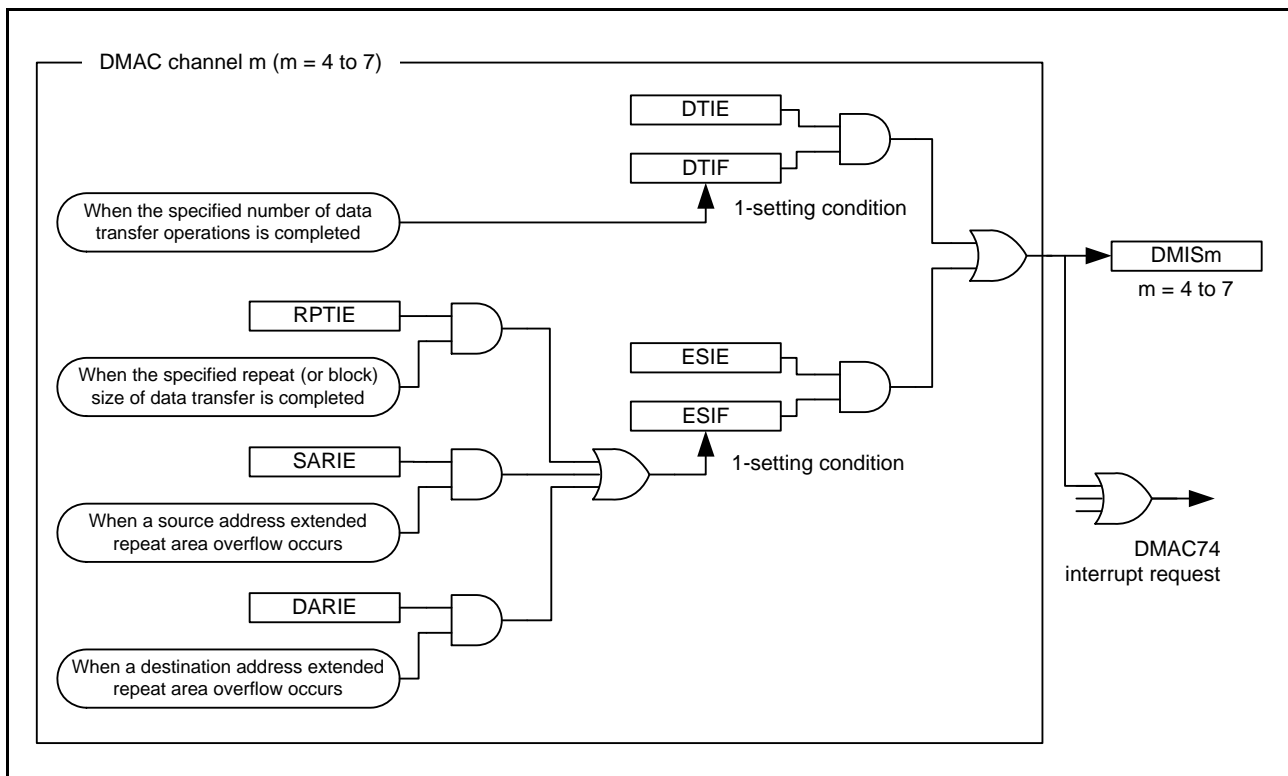 DMAC channel m (m = 4 to 7)
DTIE
DTIF
When the specified number of data
transfer operations is completed
1-setting condition
DMISm
m = 4 to 7
RPTIE
When the specified repeat (or block)
size of data transfer is completed
ESIE
ESIF
1-setting condition
SARIE
When a source address extended
repeat area overflow occurs
DMAC74
interrupt request
DARIE
When a destination address extended
repeat area overflow occurs